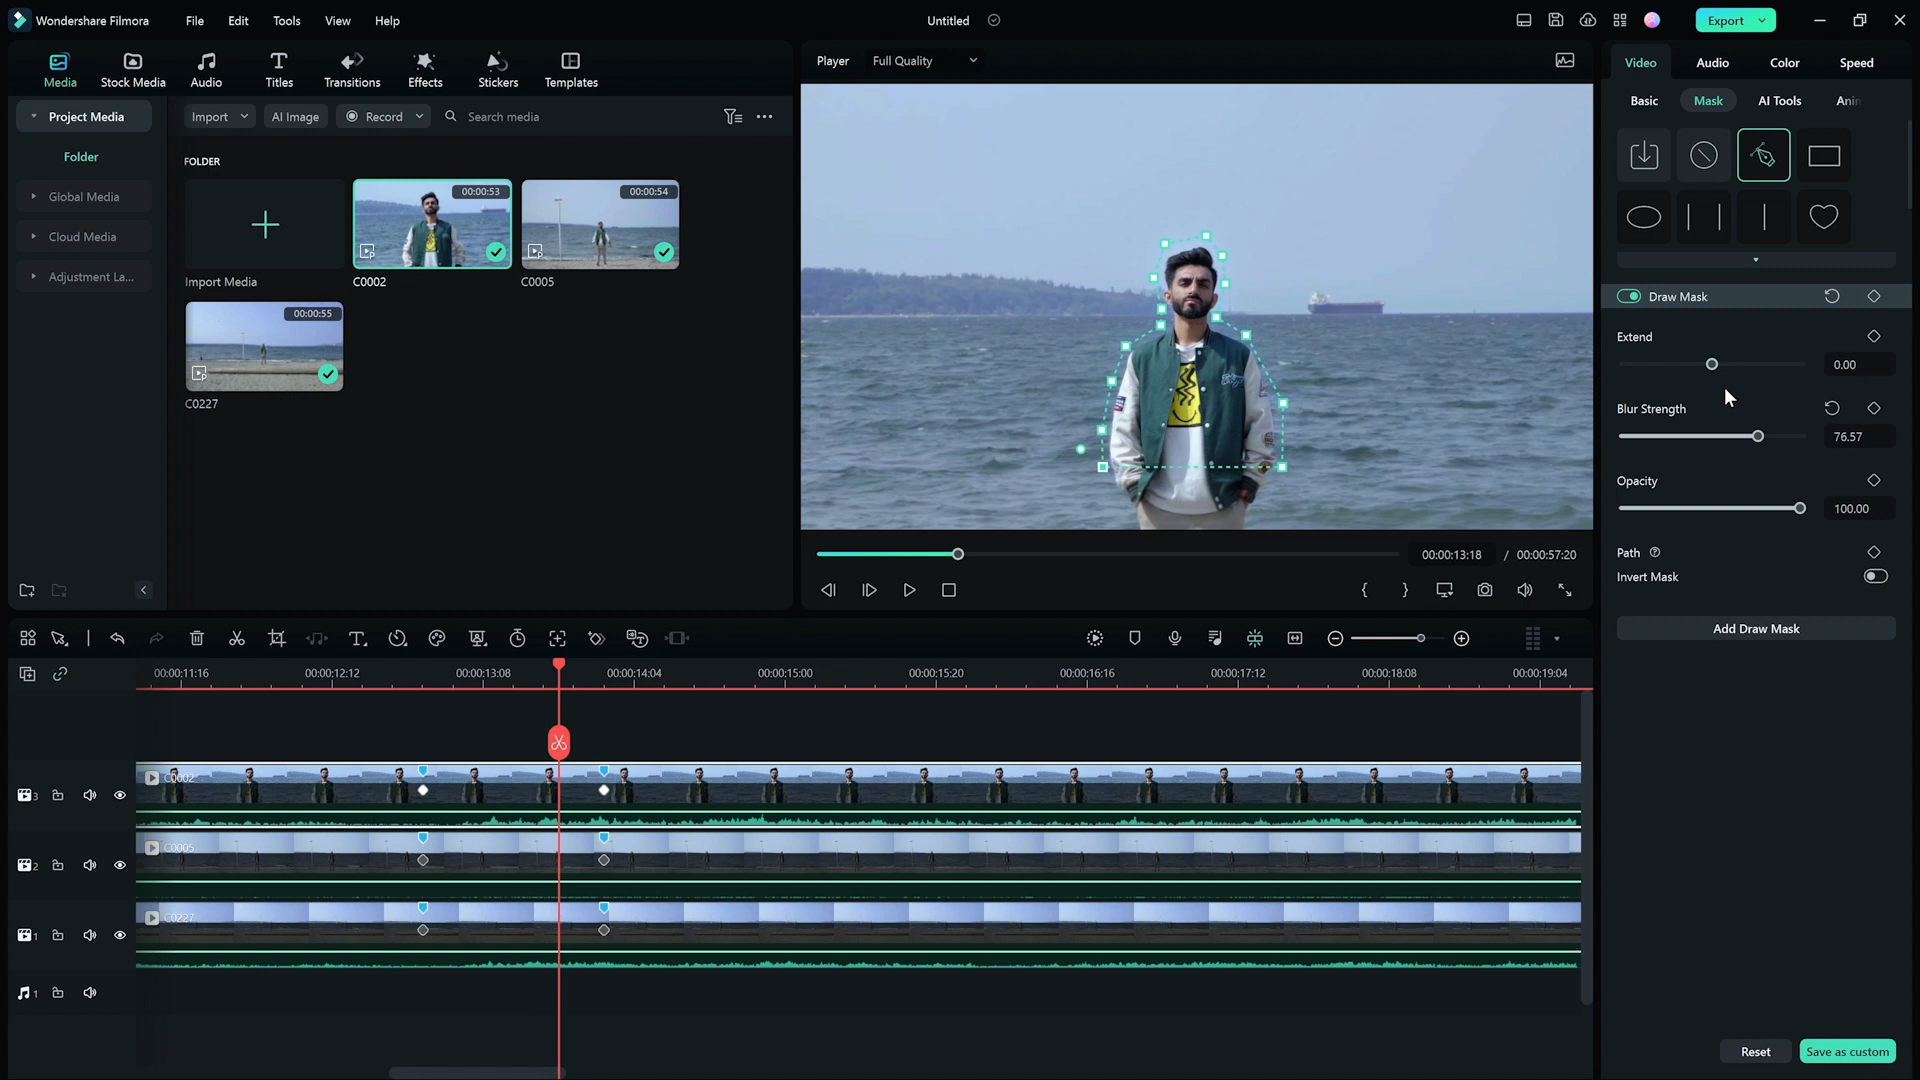 Wondershare Filmora
File Edit Tools View Help
Untitled
Export
Media
Stock Media
Audio
Titles
Transitions
Effects
Stickers
Templates
Project Media
Folder
Global Media
Cloud Media
Adjustment La...
Import
AI Image
Record
Search media
FOLDER
Import Media
00:00:53
C0002
00:00:54
C0005
00:00:55
C0227
Player
Full Quality
00:00:13:18 / 00:00:57:20
Video Audio Color Speed
Basic Mask AI Tools Anin
Draw Mask
Extend
0.00
Blur Strength
76.57
Opacity
100.00
Path
Invert Mask
Add Draw Mask
Reset
Save as custom
00:00:11:16 00:00:12:12 00:00:13:08 00:00:14:04 00:00:15:00 00:00:15:20 00:00:16:16 00:00:17:12 00:00:18:08 00:00:19:04
3
C0002
2
C0005
1
C0227
1